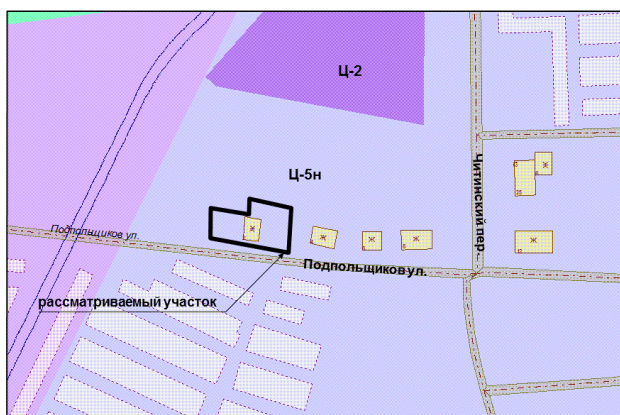 Ц-2
Ц-5н
Читинский пер.
Подпольщиков ул.
Подпольщиков ул.
рассматриваемый участок